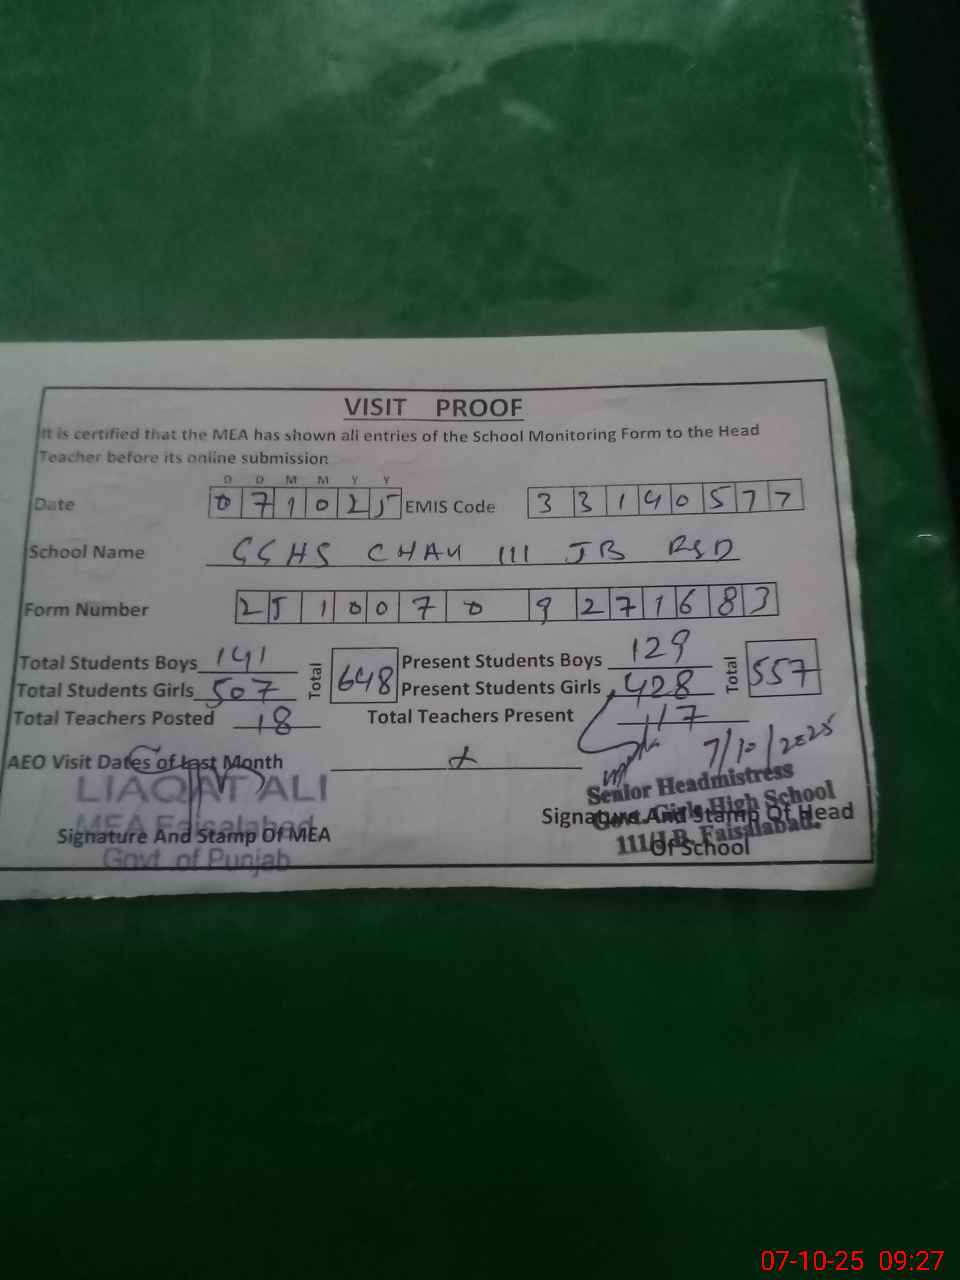 VISIT PROOF
It is certified that the MEA has shown all entries of the School Monitoring Form to the Head
Teacher before its online submission
D D M M Y Y
Date 0 7 1 0 2 5 EMIS Code 3 3 1 4 0 5 7 7
School Name GGHS CHAK 111 JB RSD
Form Number 2 5 1 0 0 7 0 9 2 7 1 6 8 3
Total Students Boys 141 Total 648 Present Students Boys 129 Total 557
Total Students Girls 507 Present Students Girls 428
Total Teachers Posted 18 Total Teachers Present 17
AEO Visit Dates of last Month x 7/10/2025
LIAQAT ALI Senior Headmistress
MEA Faisalabad Govt. Girls High School
Signature And Stamp Of MEA Signature And Stamp Of Head
Govt. of Punjab 111/J.B. Faisalabad.
Of School
07-10-25 09:27